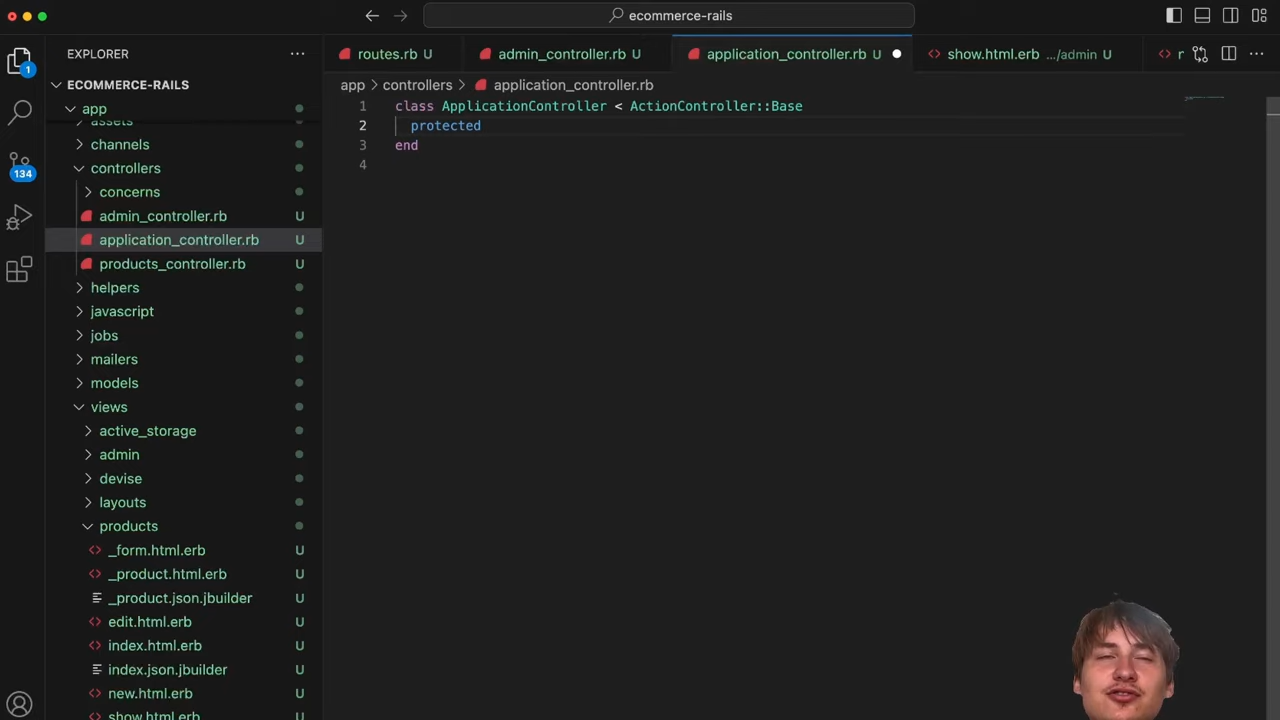 ecommerce-rails
EXPLORER
routes.rb U
admin_controller.rb U
application_controller.rb U
show.html.erb .../admin U
r
1
ECOMMERCE-RAILS
app > controllers > application_controller.rb
app
assets
channels
controllers
concerns
admin_controller.rb U
application_controller.rb U
products_controller.rb U
helpers
javascript
jobs
mailers
models
views
active_storage
admin
devise
layouts
products
_form.html.erb U
_product.html.erb U
_product.json.jbuilder U
edit.html.erb U
index.html.erb U
index.json.jbuilder U
new.html.erb U
show.html.erb U
134
1 class ApplicationController < ActionController::Base
2 protected
3 end
4